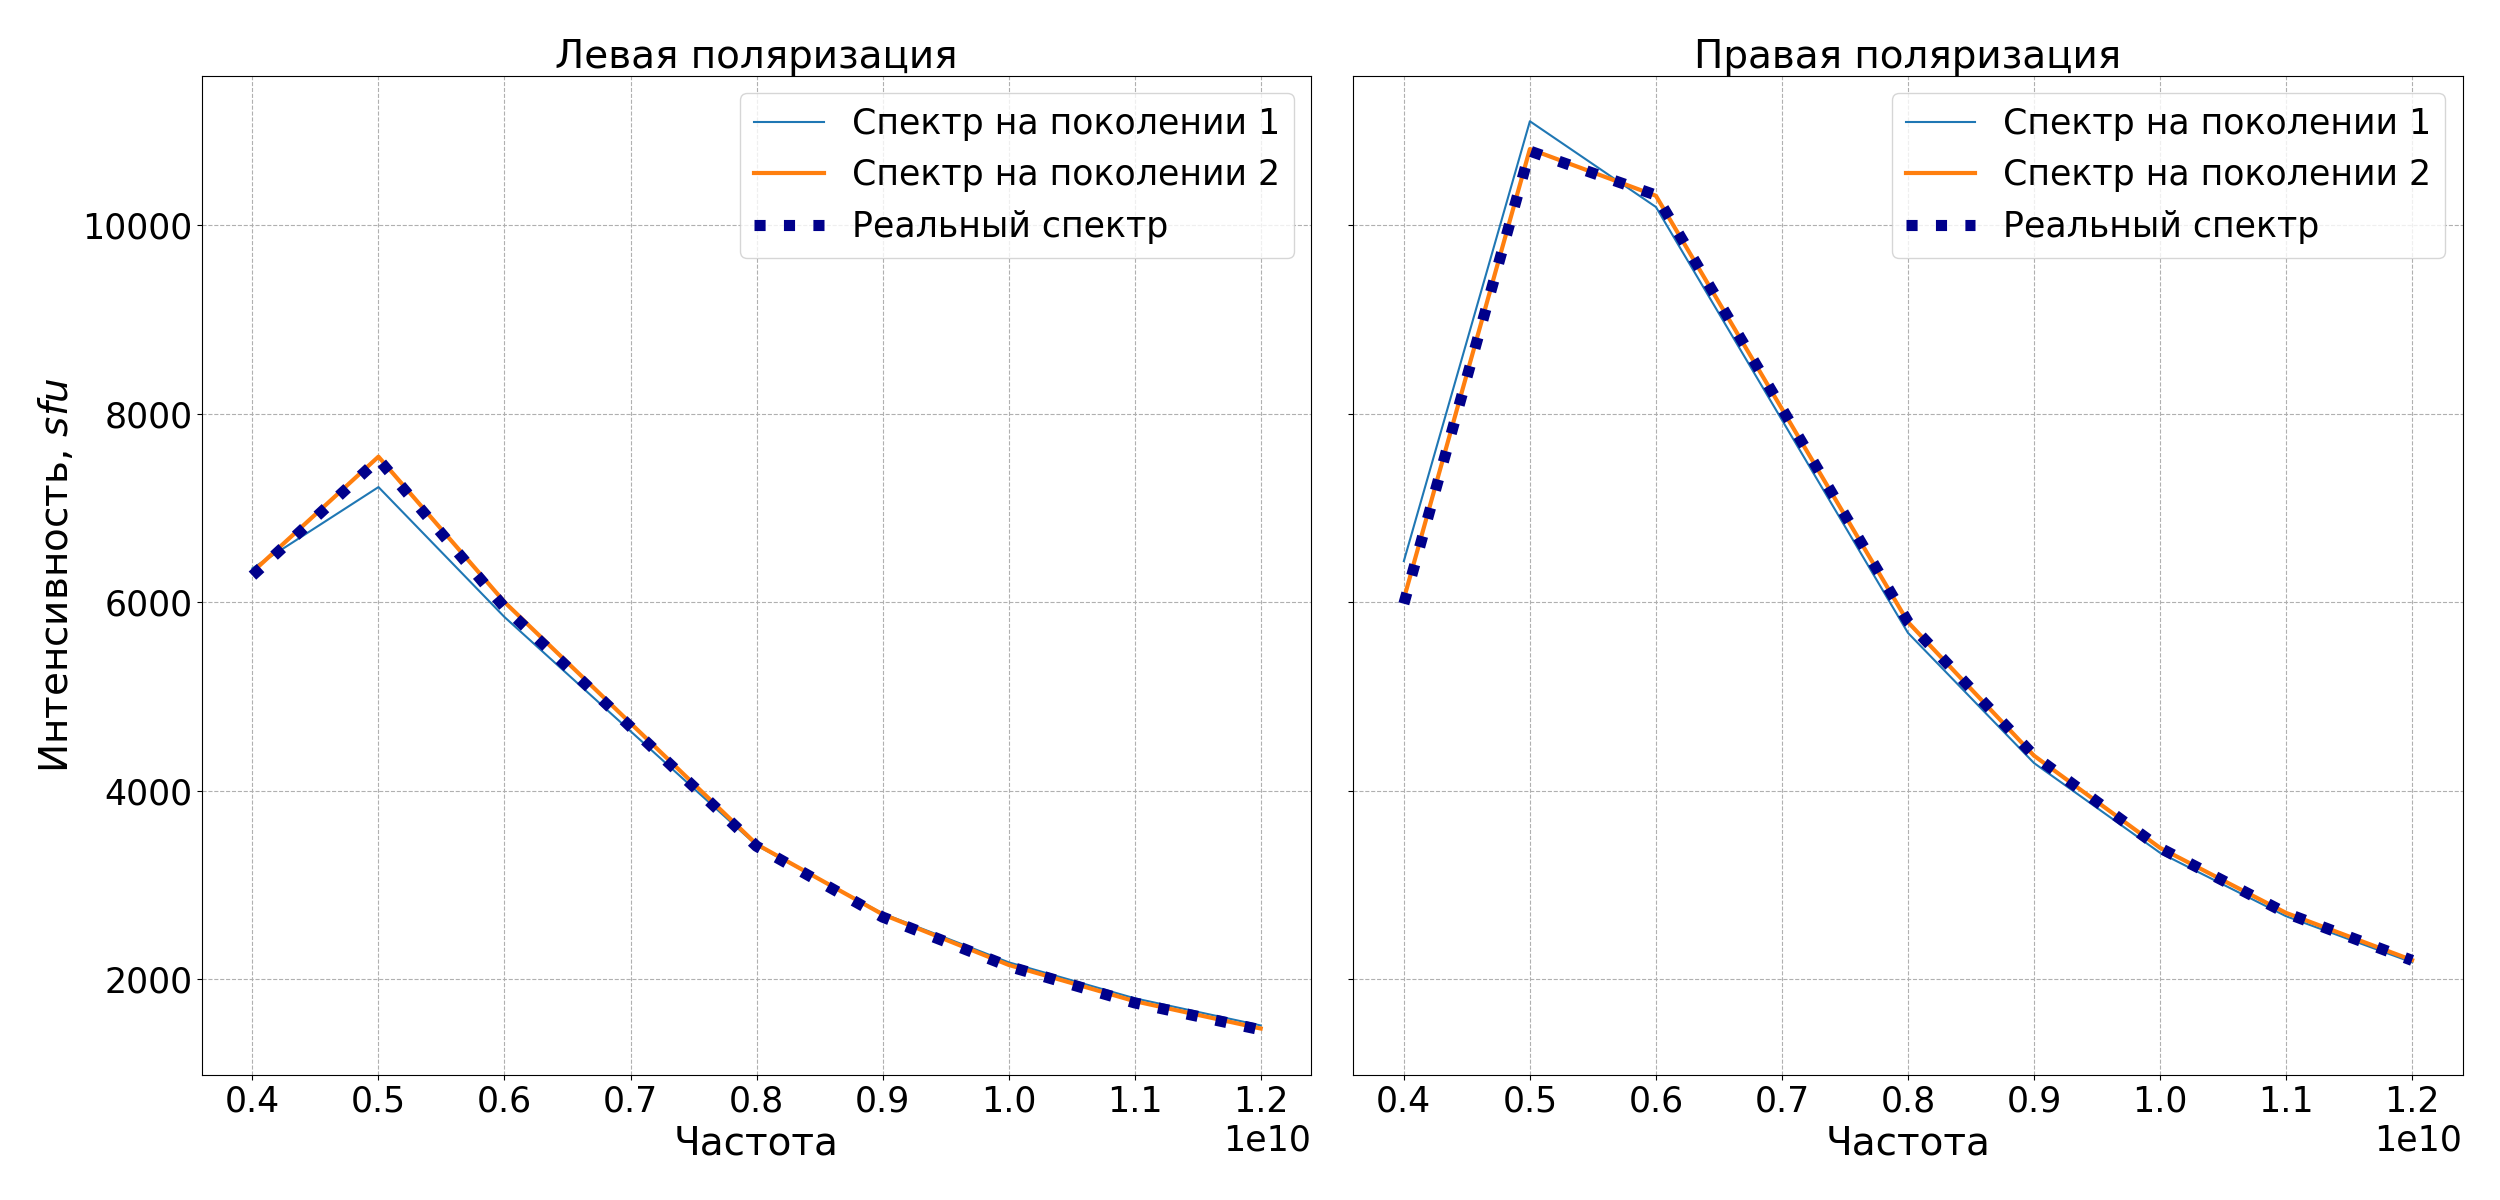 Левая поляризация
Спектр на поколении 1
Спектр на поколении 2
Реальный спектр
Интенсивность, sfu
10000
8000
6000
4000
2000
0.4 0.5 0.6 0.7 0.8 0.9 1.0 1.1 1.2
Частота
1e10
Правая поляризация
Спектр на поколении 1
Спектр на поколении 2
Реальный спектр
0.4 0.5 0.6 0.7 0.8 0.9 1.0 1.1 1.2
Частота
1e10